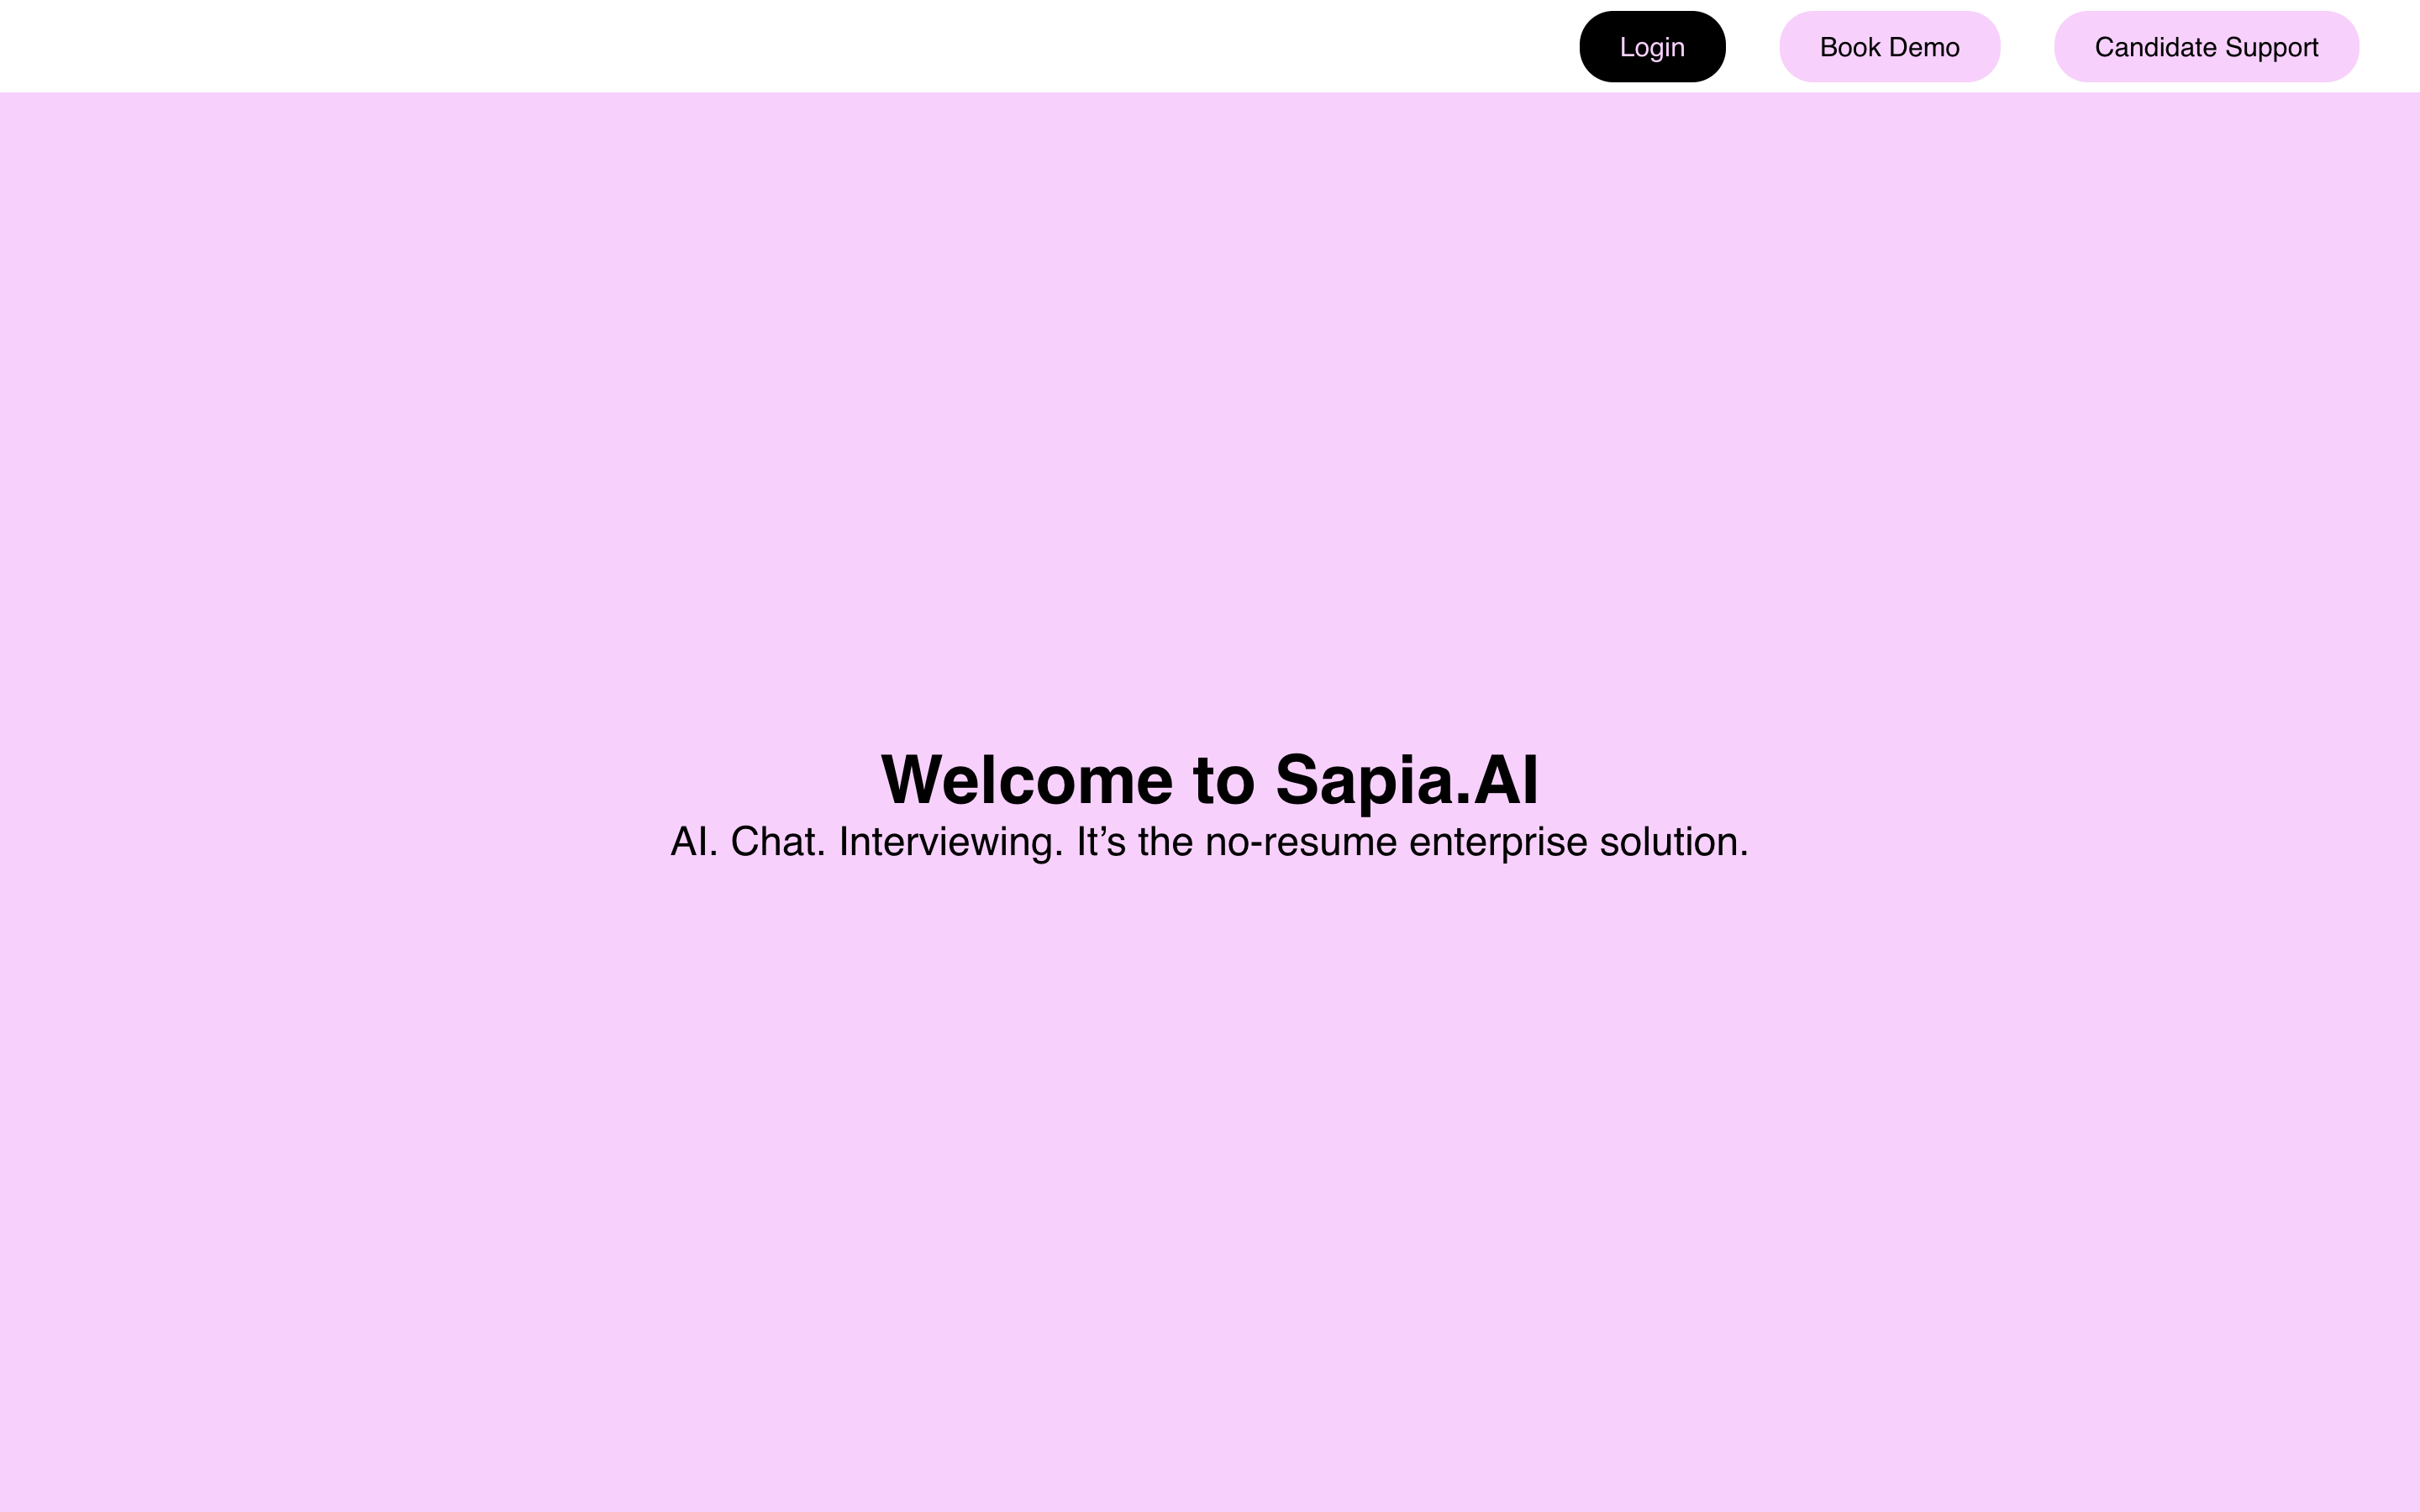 Login
Book Demo
Candidate Support
Welcome to Sapia.AI
AI. Chat. Interviewing. It’s the no-resume enterprise solution.